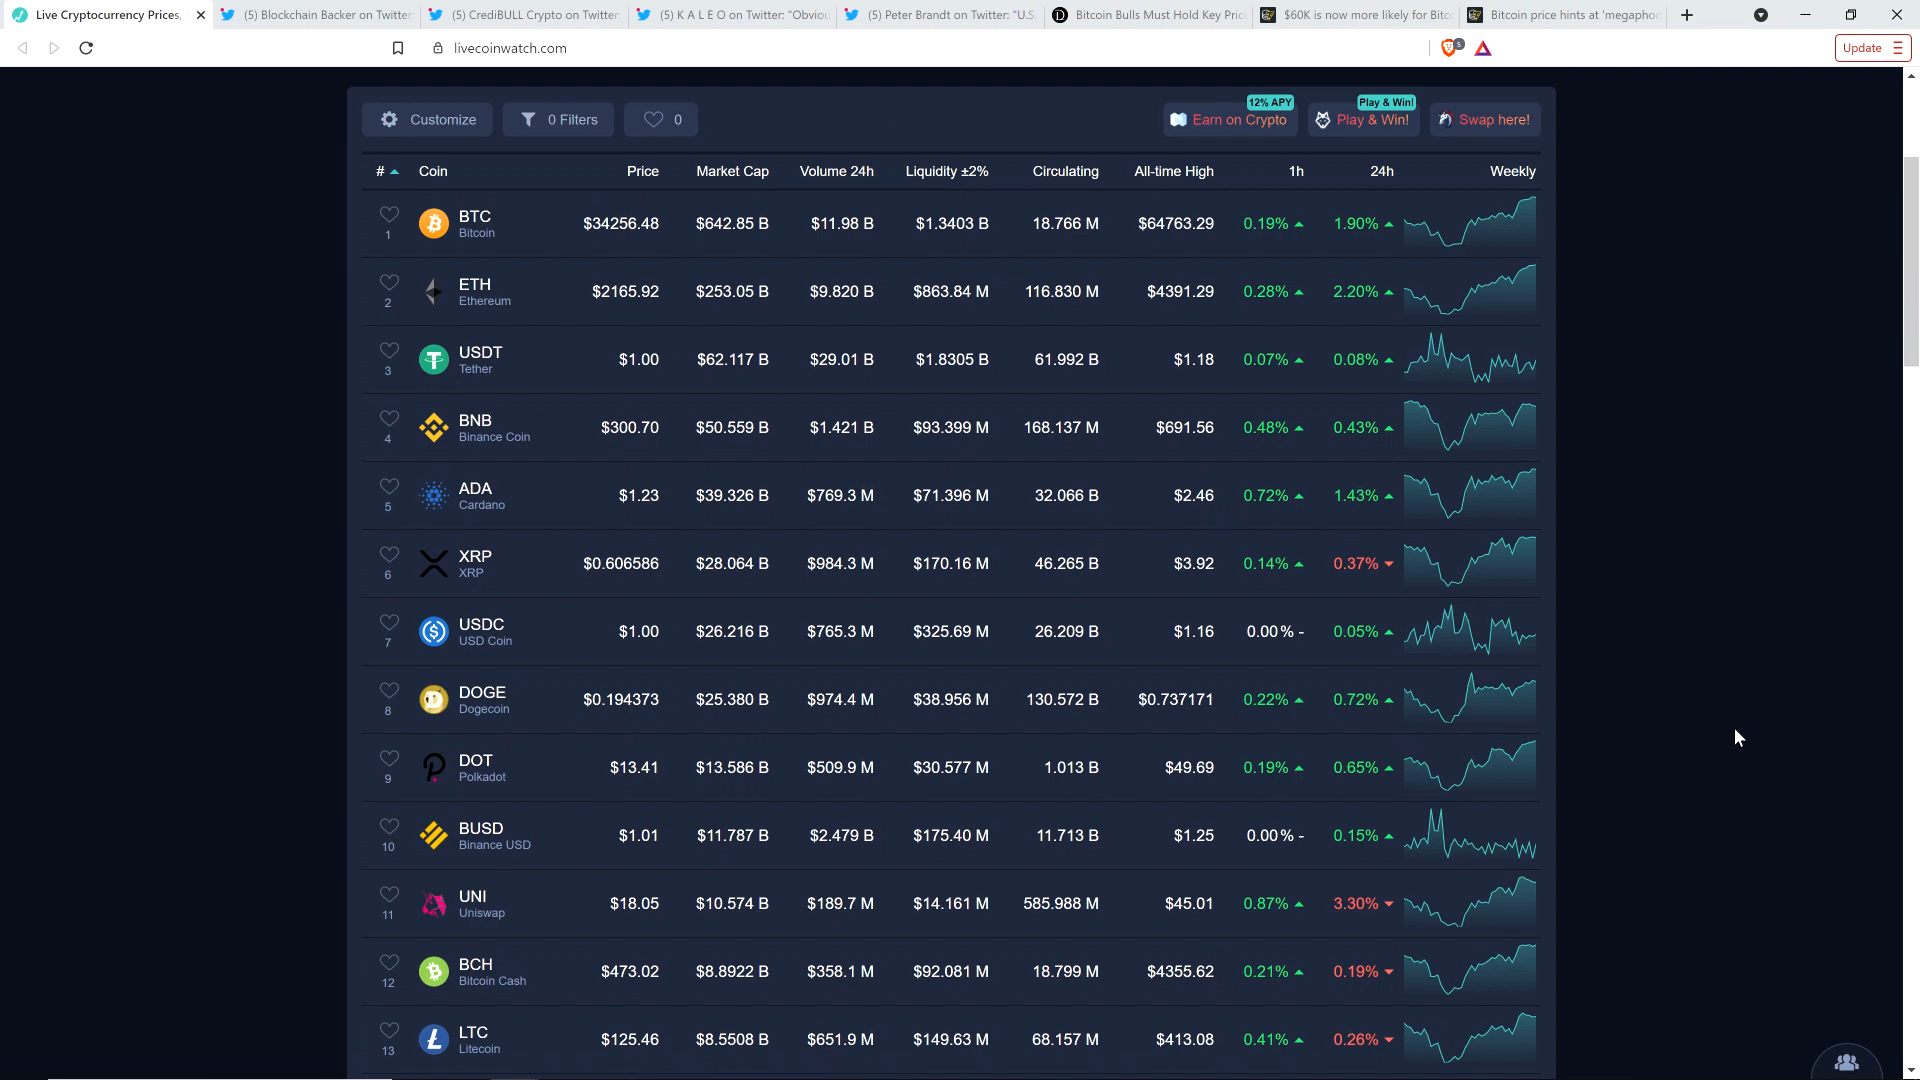 Live Cryptocurrency Prices,
(5) Blockchain Backer on Twitter
(5) CrediBULL Crypto on Twitter:
(5) K A L E O on Twitter: "Obviou
(5) Peter Brandt on Twitter: "U.S.
Bitcoin Bulls Must Hold Key Pric
$60K is now more likely for Bitc
Bitcoin price hints at 'megaphon
livecoinwatch.com
5
Update
Customize
0 Filters
0
12% APY
Earn on Crypto
Play & Win!
Play & Win!
Swap here!
# Coin Price Market Cap Volume 24h Liquidity ±2% Circulating All-time High 1h 24h Weekly
1 BTC Bitcoin $34256.48 $642.85 B $11.98 B $1.3403 B 18.766 M $64763.29 0.19% 1.90%
2 ETH Ethereum $2165.92 $253.05 B $9.820 B $863.84 M 116.830 M $4391.29 0.28% 2.20%
3 USDT Tether $1.00 $62.117 B $29.01 B $1.8305 B 61.992 B $1.18 0.07% 0.08%
4 BNB Binance Coin $300.70 $50.559 B $1.421 B $93.399 M 168.137 M $691.56 0.48% 0.43%
5 ADA Cardano $1.23 $39.326 B $769.3 M $71.396 M 32.066 B $2.46 0.72% 1.43%
6 XRP XRP $0.606586 $28.064 B $984.3 M $170.16 M 46.265 B $3.92 0.14% 0.37%
7 USDC USD Coin $1.00 $26.216 B $765.3 M $325.69 M 26.209 B $1.16 0.00% - 0.05%
8 DOGE Dogecoin $0.194373 $25.380 B $974.4 M $38.956 M 130.572 B $0.737171 0.22% 0.72%
9 DOT Polkadot $13.41 $13.586 B $509.9 M $30.577 M 1.013 B $49.69 0.19% 0.65%
10 BUSD Binance USD $1.01 $11.787 B $2.479 B $175.40 M 11.713 B $1.25 0.00% - 0.15%
11 UNI Uniswap $18.05 $10.574 B $189.7 M $14.161 M 585.988 M $45.01 0.87% 3.30%
12 BCH Bitcoin Cash $473.02 $8.8922 B $358.1 M $92.081 M 18.799 M $4355.62 0.21% 0.19%
13 LTC Litecoin $125.46 $8.5508 B $651.9 M $149.63 M 68.157 M $413.08 0.41% 0.26%